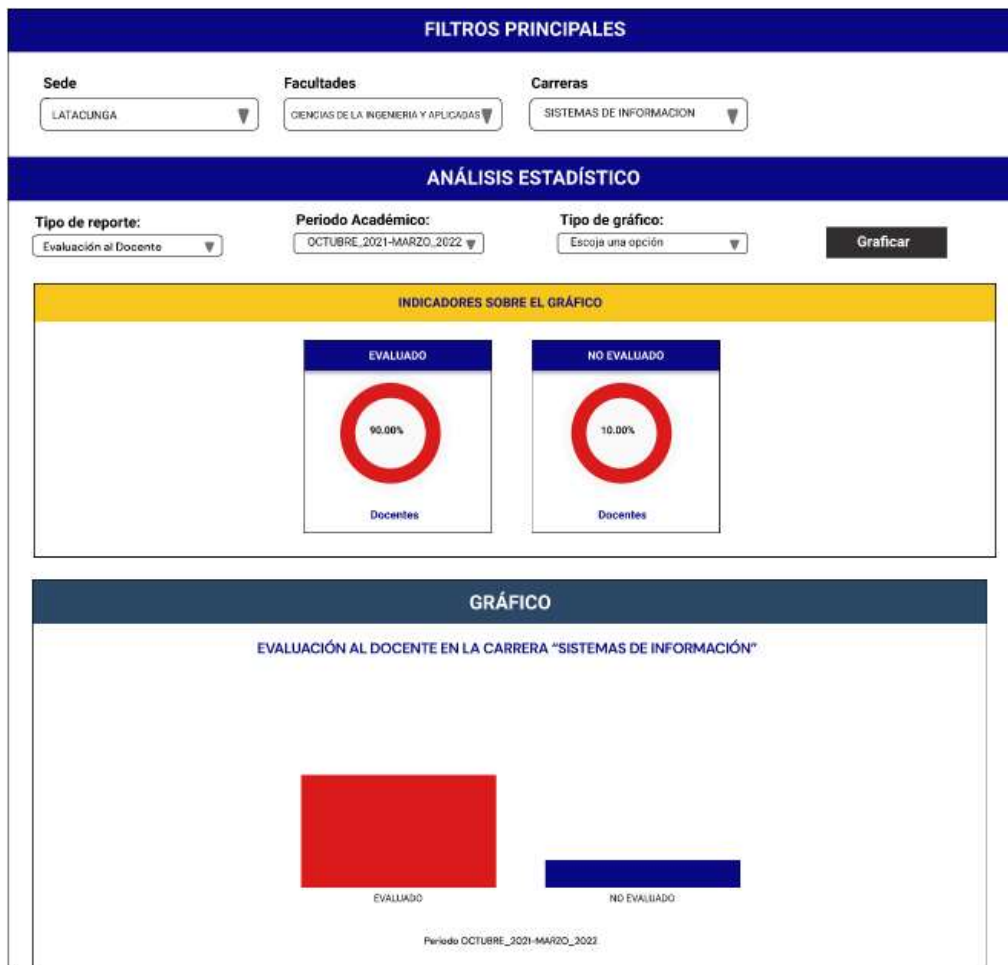 FILTROS PRINCIPALES
Sede Facultades Carreras
LATACUNGA CIENCIAS DE LA INGENIERIA Y APLICADAS SISTEMAS DE INFORMACION
ANÁLISIS ESTADÍSTICO
Tipo de reporte: Periodo Académico: Tipo de gráfico:
Evaluación al Docente OCTUBRE_2021-MARZO_2022 Escoja una opción Graficar
INDICADORES SOBRE EL GRÁFICO
EVALUADO NO EVALUADO
90.00% 10.00%
Docentes Docentes
GRÁFICO
EVALUACIÓN AL DOCENTE EN LA CARRERA “SISTEMAS DE INFORMACIÓN”
EVALUADO NO EVALUADO
Periodo OCTUBRE_2021-MARZO_2022